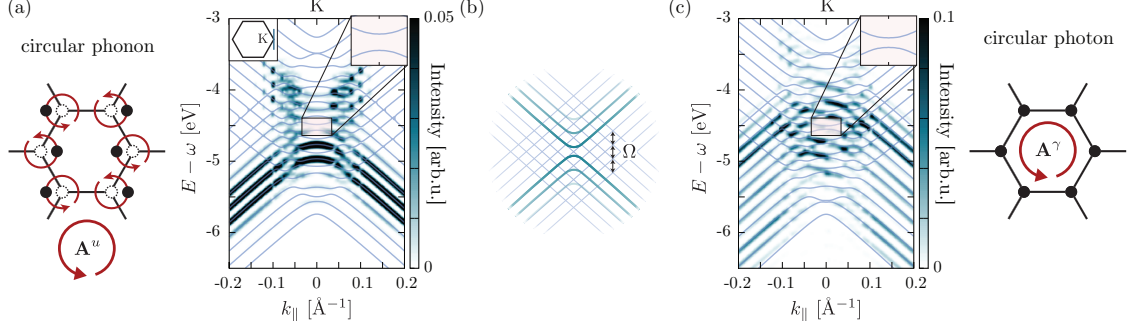 (a)
circular phonon
A^u
K
K
-3
-4
-5
-6
E − ω [eV]
-0.2
-0.1
0
0.1
0.2
k∥ [Å⁻¹]
0.05
Intensity [arb.u.]
0
(b)
Ω
(c)
K
-3
-4
-5
-6
E − ω [eV]
-0.2
-0.1
0
0.1
0.2
k∥ [Å⁻¹]
0.1
Intensity [arb.u.]
0
circular photon
A^γ